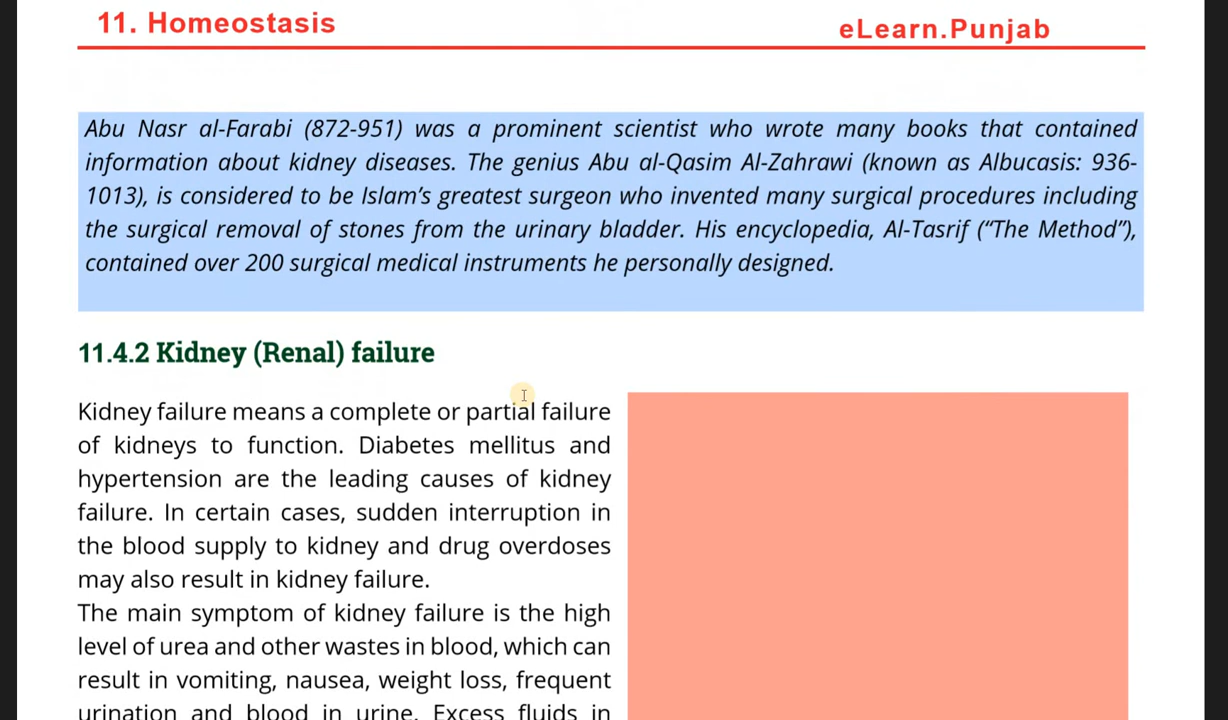 11. Homeostasis
eLearn.Punjab
Abu Nasr al-Farabi (872-951) was a prominent scientist who wrote many books that contained
information about kidney diseases. The genius Abu al-Qasim Al-Zahrawi (known as Albucasis: 936-
1013), is considered to be Islam’s greatest surgeon who invented many surgical procedures including
the surgical removal of stones from the urinary bladder. His encyclopedia, Al-Tasrif (“The Method”),
contained over 200 surgical medical instruments he personally designed.
11.4.2 Kidney (Renal) failure
Kidney failure means a complete or partial failure
of kidneys to function. Diabetes mellitus and
hypertension are the leading causes of kidney
failure. In certain cases, sudden interruption in
the blood supply to kidney and drug overdoses
may also result in kidney failure.
The main symptom of kidney failure is the high
level of urea and other wastes in blood, which can
result in vomiting, nausea, weight loss, frequent
urination and blood in urine. Excess fluids in